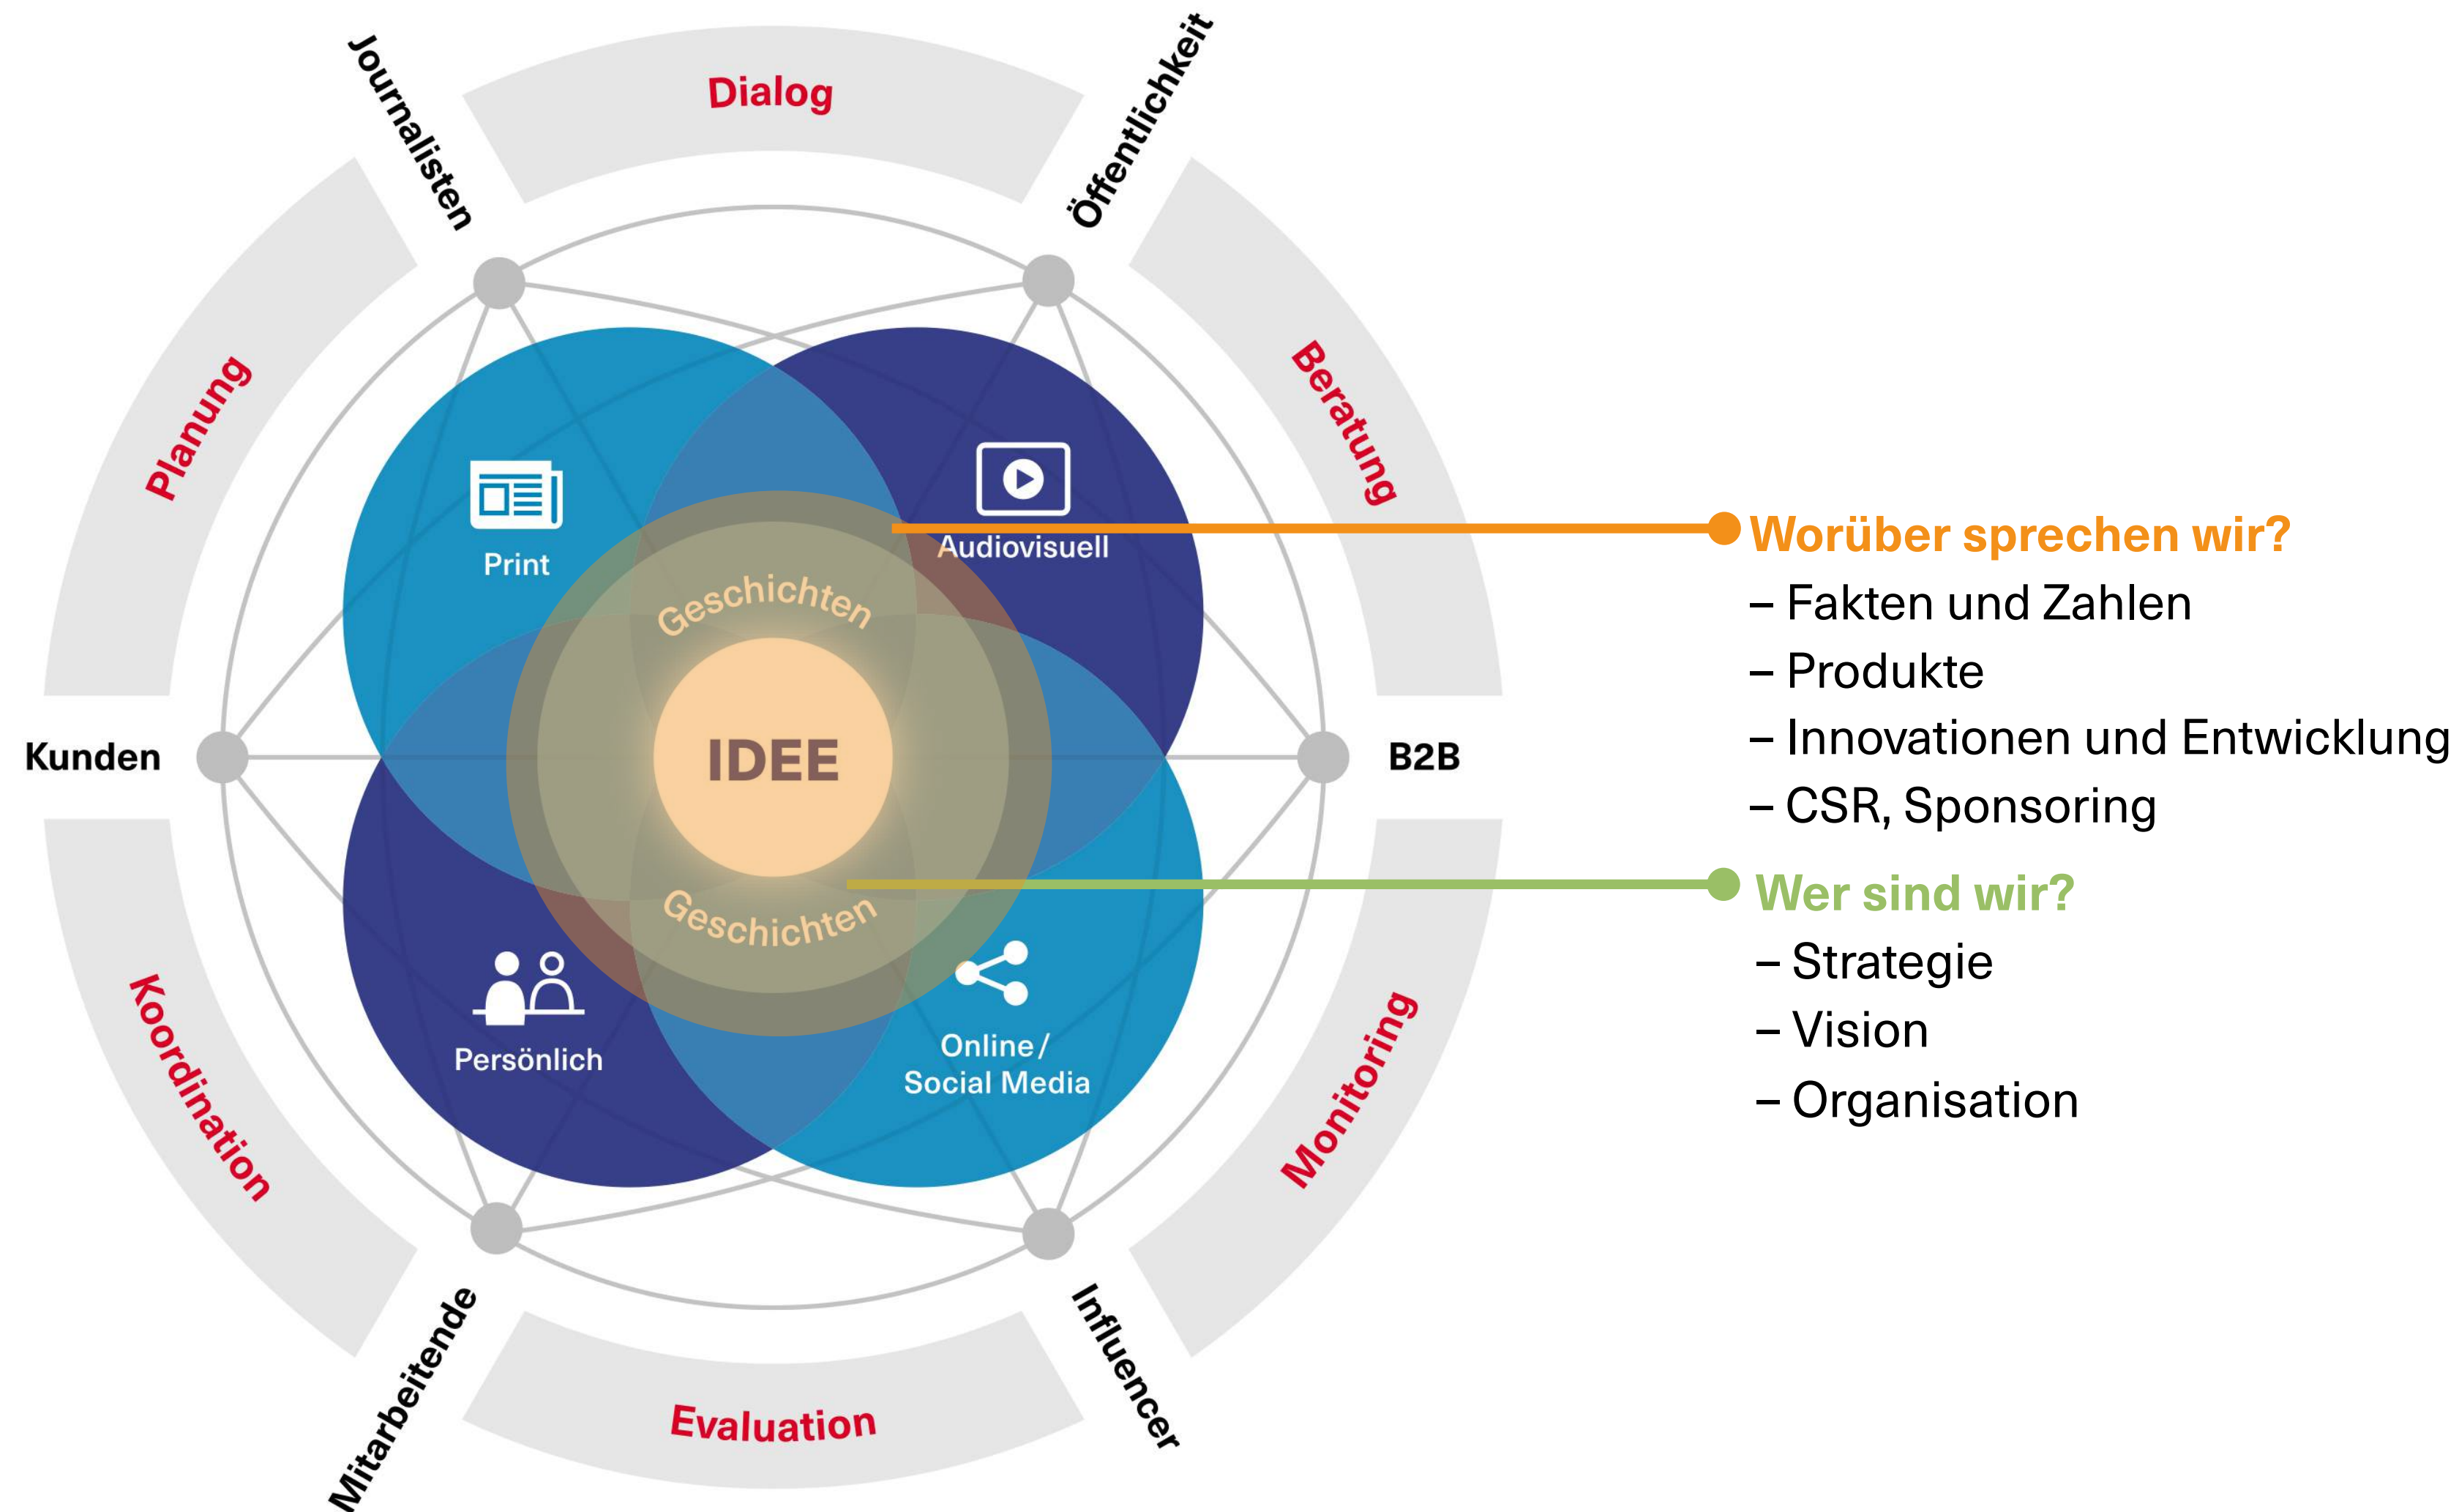 Journalisten
Dialog
Öffentlichkeit
Planung
Beratung
Print
Audiovisuell
Geschichten
Kunden
IDEE
B2B
Geschichten
Persönlich
Online /
Social Media
Koordination
Monitoring
Mitarbeitende
Evaluation
Influencer
Worüber sprechen wir?
– Fakten und Zahlen
– Produkte
– Innovationen und Entwicklung
– CSR, Sponsoring
Wer sind wir?
– Strategie
– Vision
– Organisation